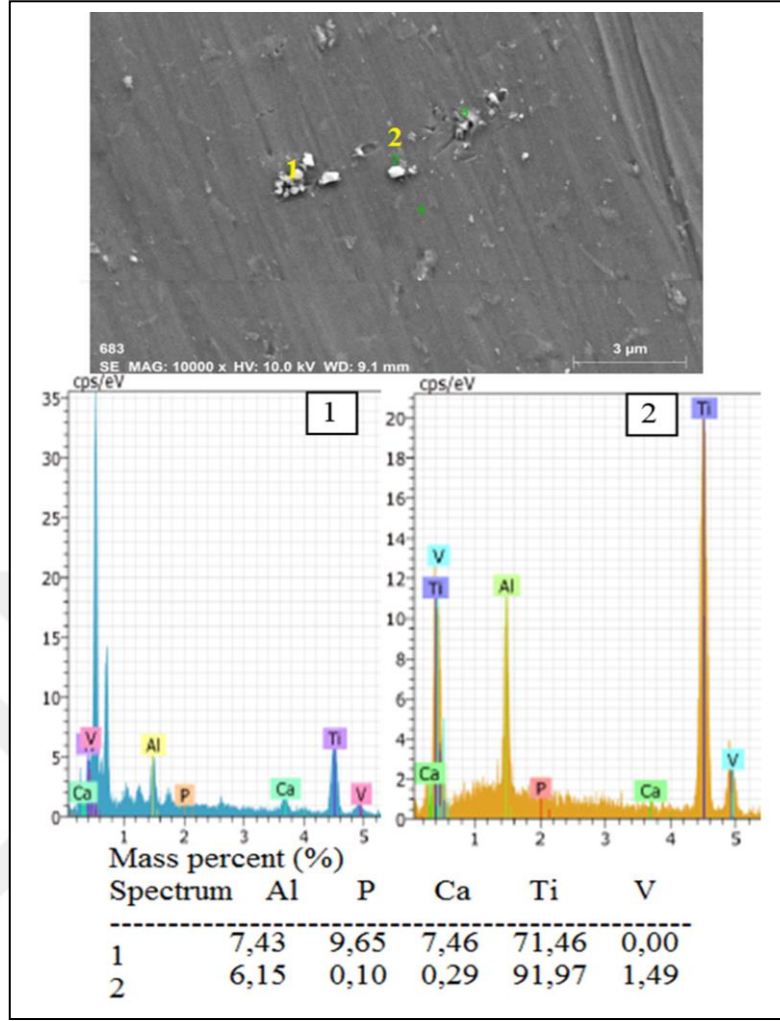 1
2
683
SE MAG: 10000 x HV: 10.0 kV WD: 9.1 mm
3 µm
cps/eV
1
35
30
25
20
15
10
5
0
V
Al
Ti
Ca
P
Ca
V
1 2 3 4 5
cps/eV
2
20
18
16
14
12
10
8
6
4
2
0
Ti
V
Ti
Al
Ca
P
Ca
V
1 2 3 4 5
Mass percent (%)
Spectrum Al P Ca Ti V
1 7,43 9,65 7,46 71,46 0,00
2 6,15 0,10 0,29 91,97 1,49